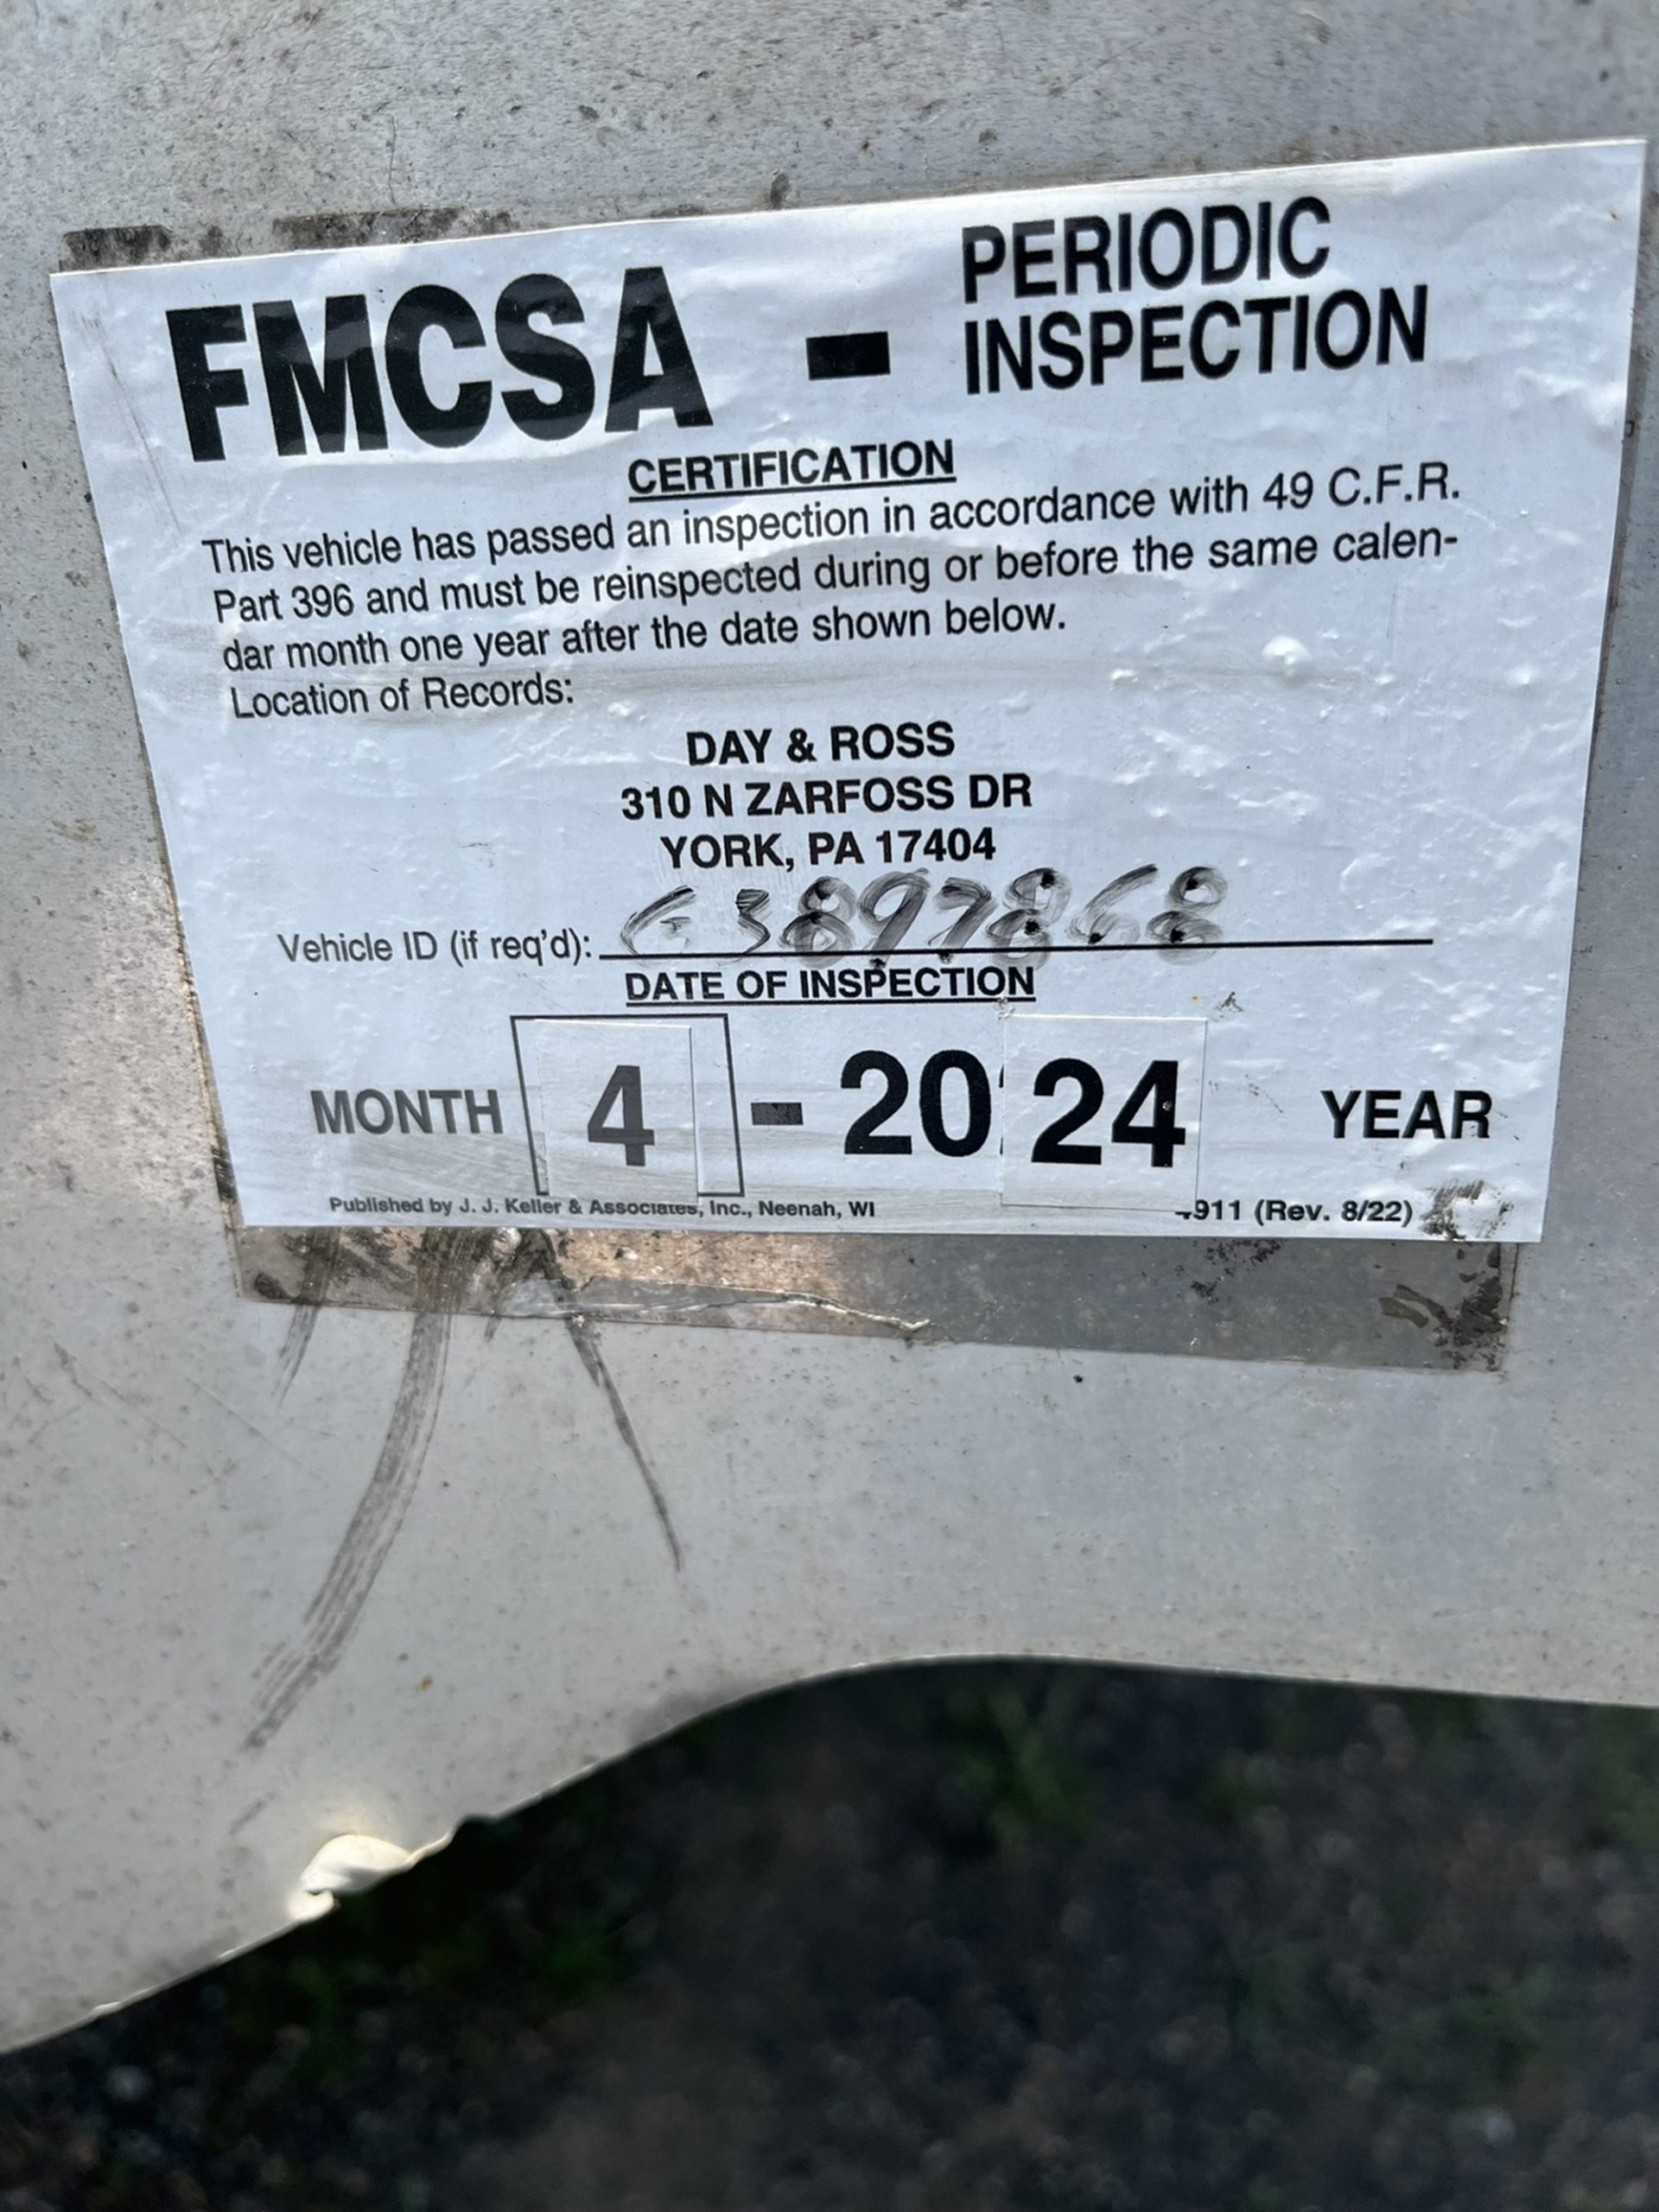 FMCSA - PERIODIC INSPECTION
CERTIFICATION
This vehicle has passed an inspection in accordance with 49 C.F.R.
Part 396 and must be reinspected during or before the same calen-
dar month one year after the date shown below.
Location of Records:
DAY & ROSS
310 N ZARFOSS DR
YORK, PA 17404
Vehicle ID (if req'd):
DATE OF INSPECTION
MONTH 4 - 20 24 YEAR
Published by J. J. Keller & Associates, Inc., Neenah, WI
911 (Rev. 8/22)